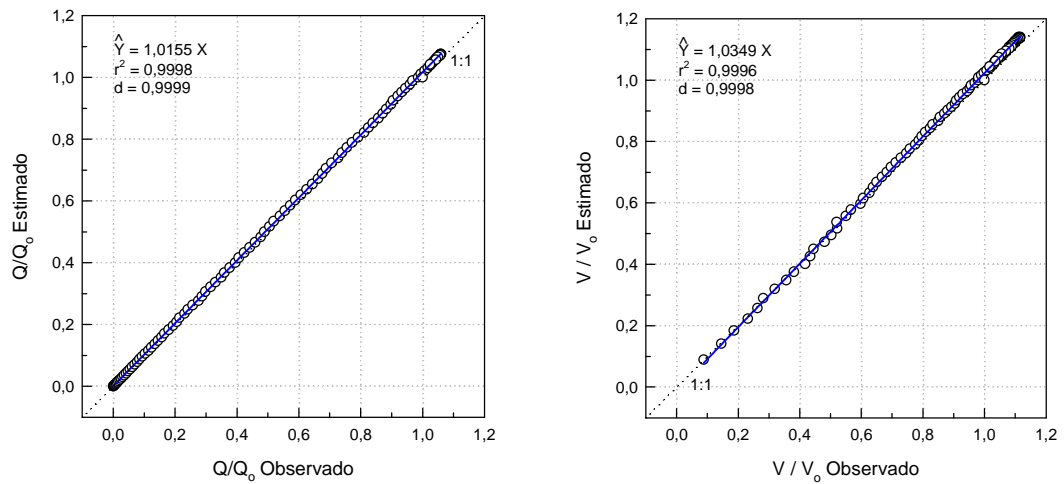 1,2
1,0
0,8
0,6
0,4
0,2
0,0
Q/Qo Estimado
Ŷ = 1,0155 X
r² = 0,9998
d = 0,9999
1:1
0,0 0,2 0,4 0,6 0,8 1,0 1,2
Q/Qo Observado
1,2
1,0
0,8
0,6
0,4
0,2
0,0
V / Vo Estimado
Ŷ = 1,0349 X
r² = 0,9996
d = 0,9998
1:1
0,0 0,2 0,4 0,6 0,8 1,0 1,2
V / Vo Observado